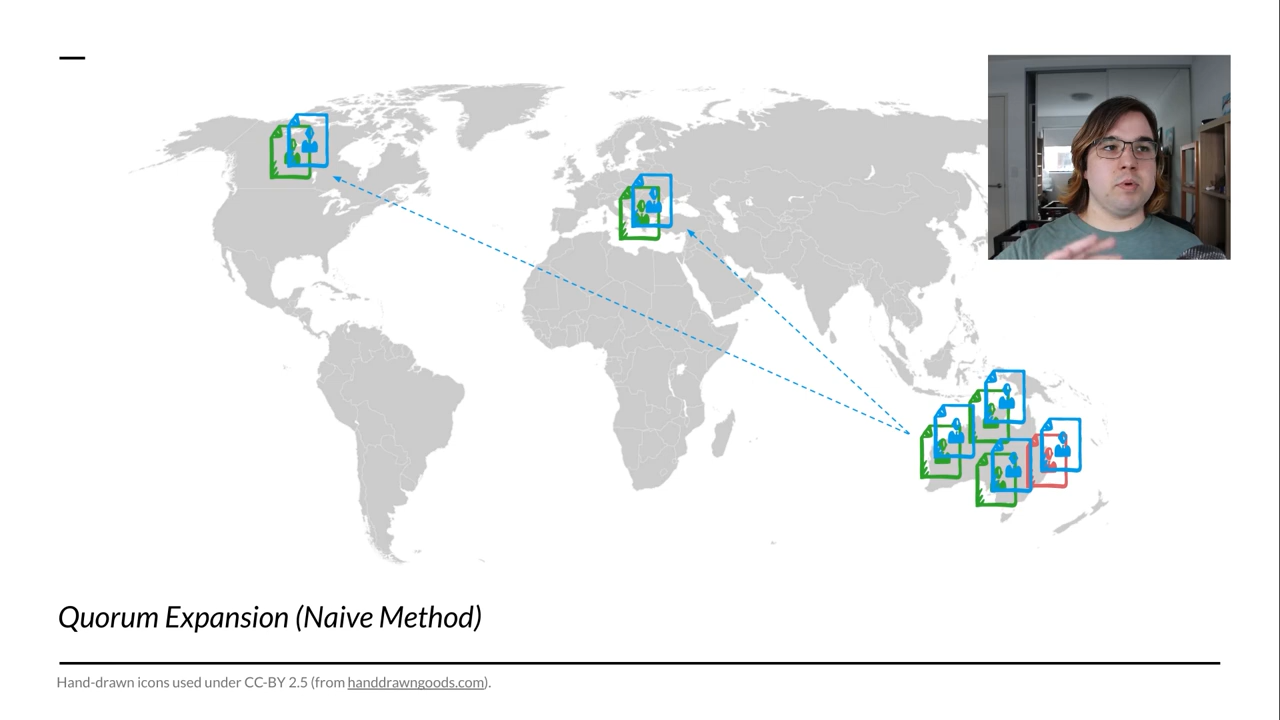 Quorum Expansion (Naive Method)
Hand-drawn icons used under CC-BY 2.5 (from handdrawngoods.com).